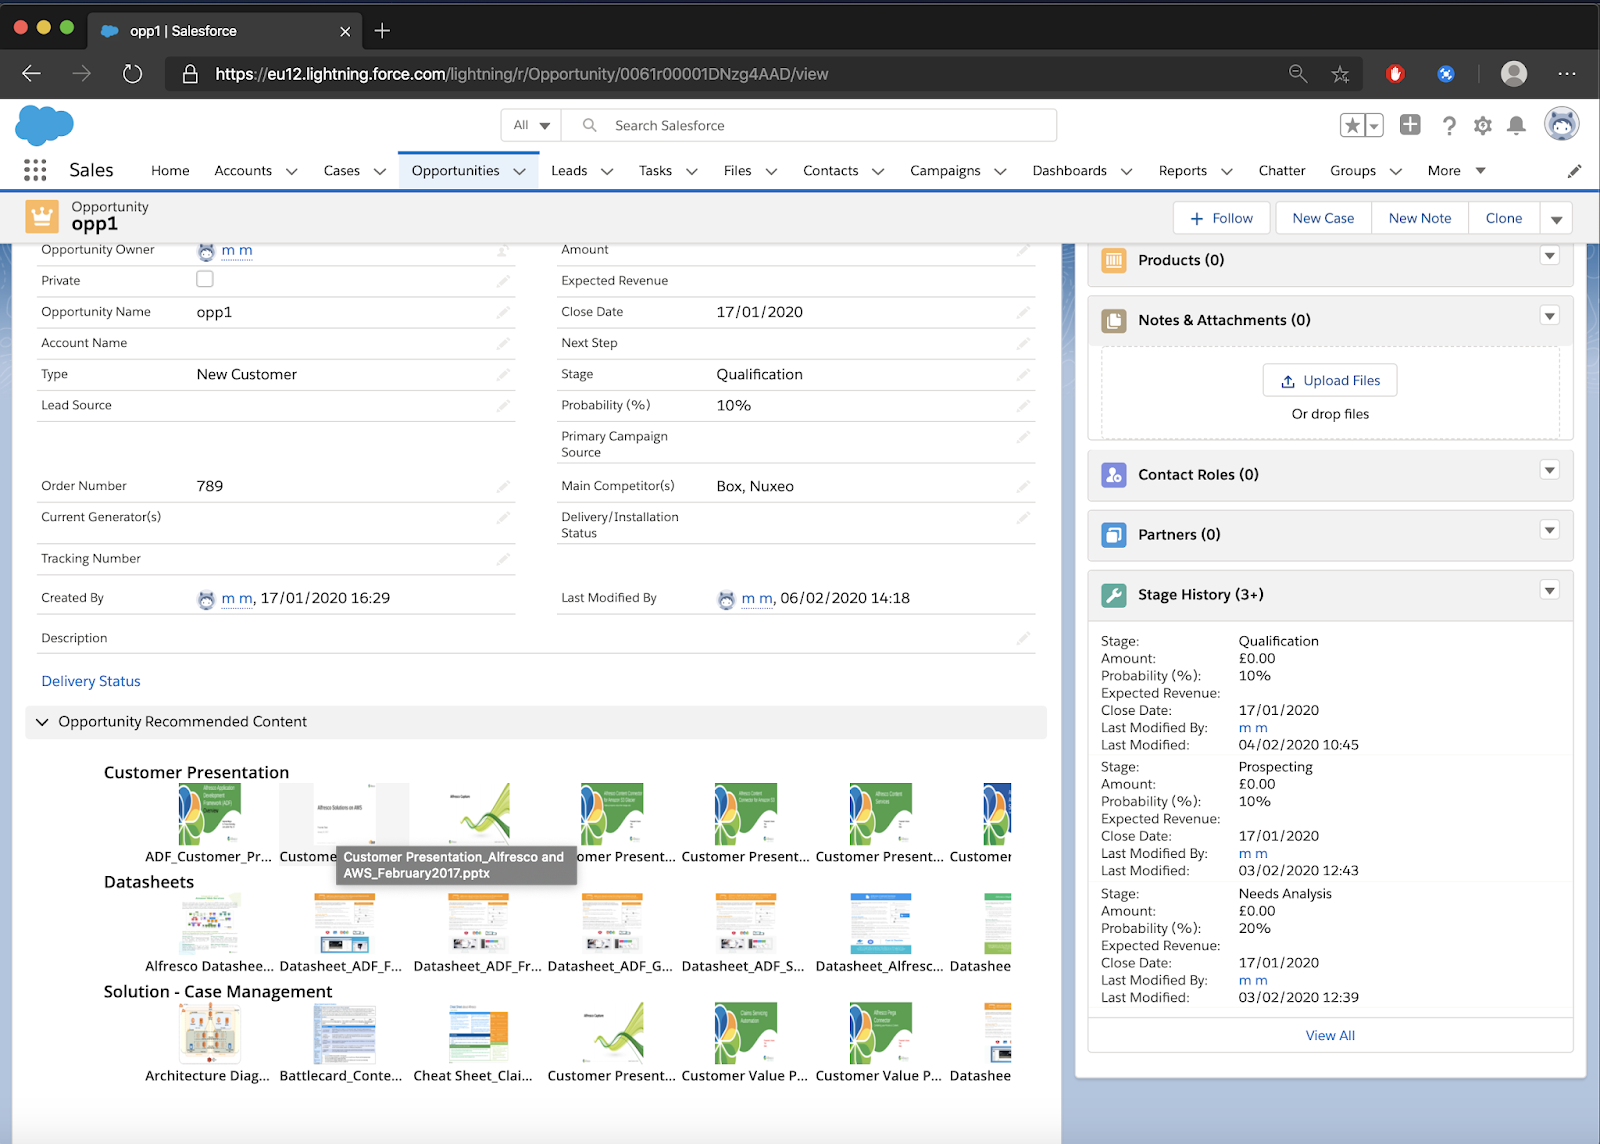 opp1 | Salesforce
https://eu12.lightning.force.com/lightning/r/Opportunity/0061r00001DNzg4AAD/view
All
Search Salesforce
Sales
Home
Accounts
Cases
Opportunities
Leads
Tasks
Files
Contacts
Campaigns
Dashboards
Reports
Chatter
Groups
More
Opportunity
opp1
Follow
New Case
New Note
Clone
Opportunity Owner
m m
Amount
Private
Expected Revenue
Opportunity Name
opp1
Close Date
17/01/2020
Account Name
Next Step
Type
New Customer
Stage
Qualification
Lead Source
Probability (%)
10%
Primary Campaign
Source
Order Number
789
Main Competitor(s)
Box, Nuxeo
Current Generator(s)
Delivery/Installation
Status
Tracking Number
Created By
m m, 17/01/2020 16:29
Last Modified By
m m, 06/02/2020 14:18
Description
Delivery Status
Opportunity Recommended Content
Customer Presentation
Alfresco Solutions on AWS
ADF_Customer_Pr...
Custome
Customer Presentation_Alfresco and
AWS_February2017.pptx
omer Present...
Customer Present...
Customer Present...
Customer
Datasheets
Alfresco Datashee...
Datasheet_ADF_F...
Datasheet_ADF_Fr...
Datasheet_ADF_G...
Datasheet_ADF_S...
Datasheet_Alfresc...
Datashee
Solution - Case Management
Architecture Diag...
Battlecard_Conte...
Cheat Sheet_Clai...
Customer Present...
Customer Value P...
Customer Value P...
Datashee
Products (0)
Notes & Attachments (0)
Upload Files
Or drop files
Contact Roles (0)
Partners (0)
Stage History (3+)
Stage: Qualification
Amount: £0.00
Probability (%): 10%
Expected Revenue:
Close Date: 17/01/2020
Last Modified By: m m
Last Modified: 04/02/2020 10:45
Stage: Prospecting
Amount: £0.00
Probability (%): 10%
Expected Revenue:
Close Date: 17/01/2020
Last Modified By: m m
Last Modified: 03/02/2020 12:43
Stage: Needs Analysis
Amount: £0.00
Probability (%): 20%
Expected Revenue:
Close Date: 17/01/2020
Last Modified By: m m
Last Modified: 03/02/2020 12:39
View All